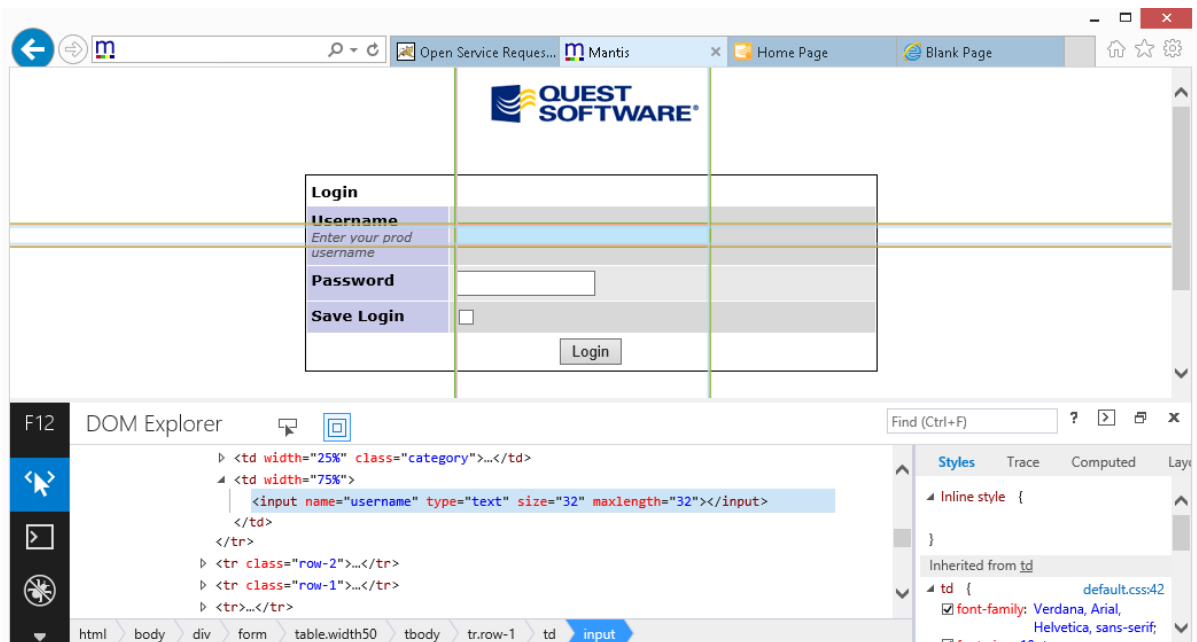 Open Service Reques...
Mantis
Home Page
Blank Page
QUEST
SOFTWARE®
Login
Username
Enter your prod
username
Password
Save Login
Login
F12
DOM Explorer
Find (Ctrl+F)
?
<td width="25%" class="category">…</td>
<td width="75%">
<input name="username" type="text" size="32" maxlength="32"></input>
</td>
</tr>
<tr class="row-2">…</tr>
<tr class="row-1">…</tr>
<tr>…</tr>
html body div form table.width50 tbody tr.row-1 td input
Styles Trace Computed
Inline style {
}
Inherited from td
td { default.css:42
font-family: Verdana, Arial,
Helvetica, sans-serif;